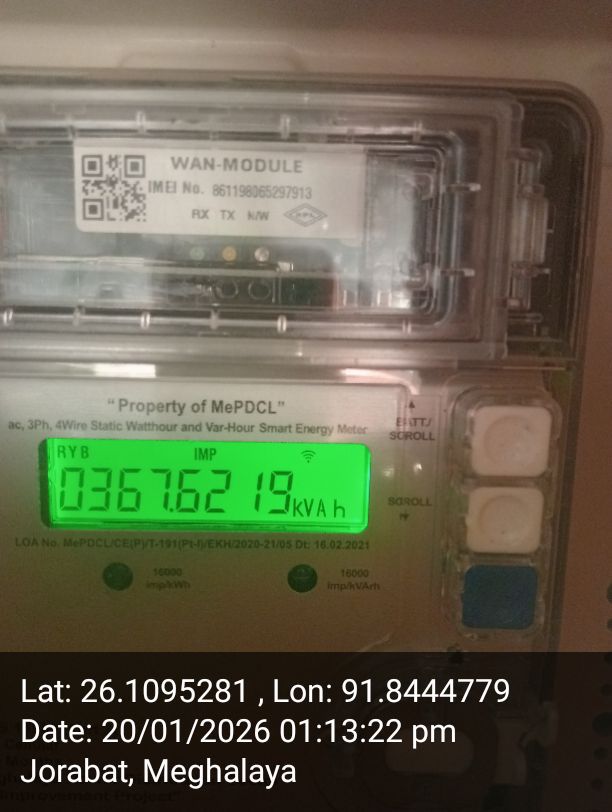 WAN-MODULE
IMEI No. 861198065297913
RX TX N/W
"Property of MePDCL"
ac, 3Ph, 4Wire Static Watthour and Var-Hour Smart Energy Meter
BATT/
SCROLL
RYB IMP
0367.6219kVAh
SCROLL
LOA No. MePDCL/CE(P)/T-191(Pt-I)/EKH/2020-21/05 Dt: 16.02.2021
16000
imp/kWh
16000
imp/kVArh
Lat: 26.1095281 , Lon: 91.8444779
Date: 20/01/2026 01:13:22 pm
Jorabat, Meghalaya